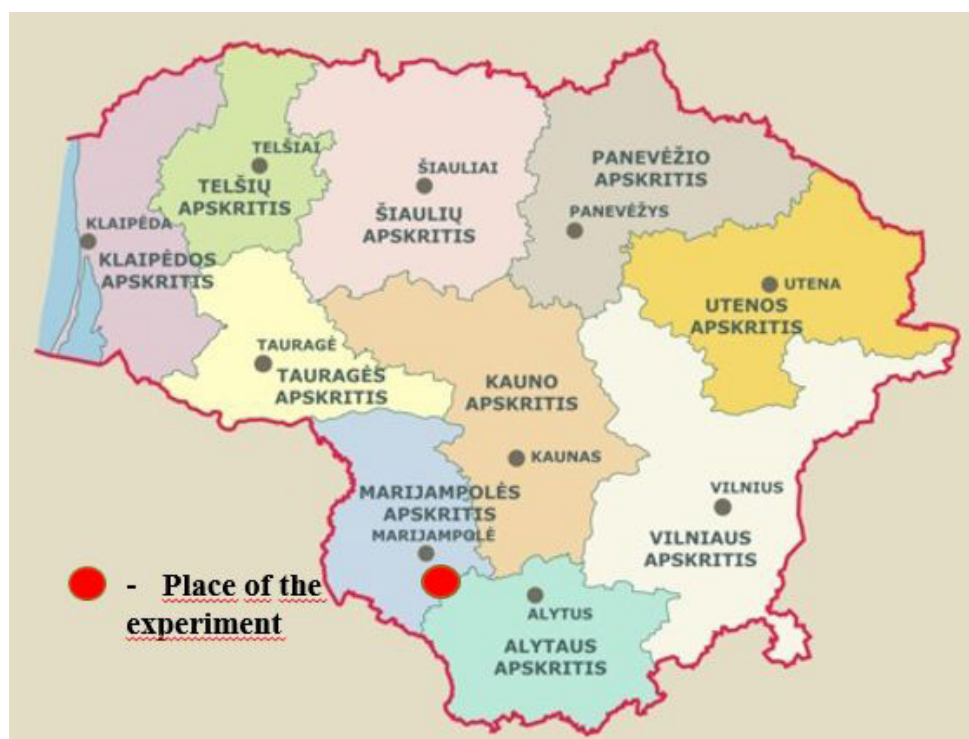 TELŠIAI
TELŠIŲ
APSKRITIS
ŠIAULIAI
ŠIAULIŲ
APSKRITIS
PANEVĖŽIO
APSKRITIS
PANEVĖŽYS
KLAIPĖDA
KLAIPĖDOS
APSKRITIS
UTENA
UTENOS
APSKRITIS
TAURAGĖ
TAURAGĖS
APSKRITIS
KAUNO
APSKRITIS
KAUNAS
MARIJAMPOLĖS
APSKRITIS
MARIJAMPOLĖ
VILNIUS
VILNIAUS
APSKRITIS
- Place of the
experiment
ALYTUS
ALYTAUS
APSKRITIS